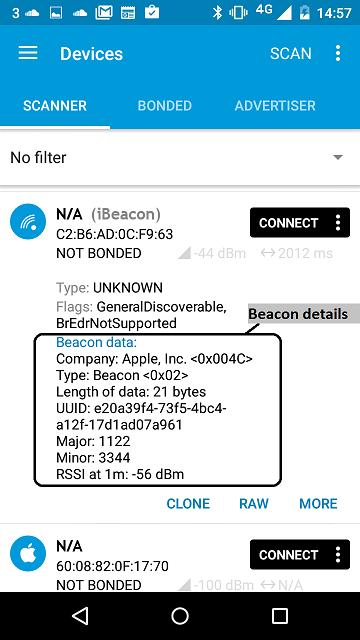 3 4G 14:57
Devices SCAN
SCANNER BONDED ADVERTISER
No filter
N/A (iBeacon)
C2:B6:AD:0C:F9:63 CONNECT
NOT BONDED -44 dBm 2012 ms
Type: UNKNOWN
Flags: GeneralDiscoverable,
BrEdrNotSupported
Beacon details
Beacon data:
Company: Apple, Inc. <0x004C>
Type: Beacon <0x02>
Length of data: 21 bytes
UUID: e20a39f4-73f5-4bc4-
a12f-17d1ad07a961
Major: 1122
Minor: 3344
RSSI at 1m: -56 dBm
CLONE RAW MORE
N/A
60:08:82:0F:17:70 CONNECT
NOT BONDED -100 dBm N/A